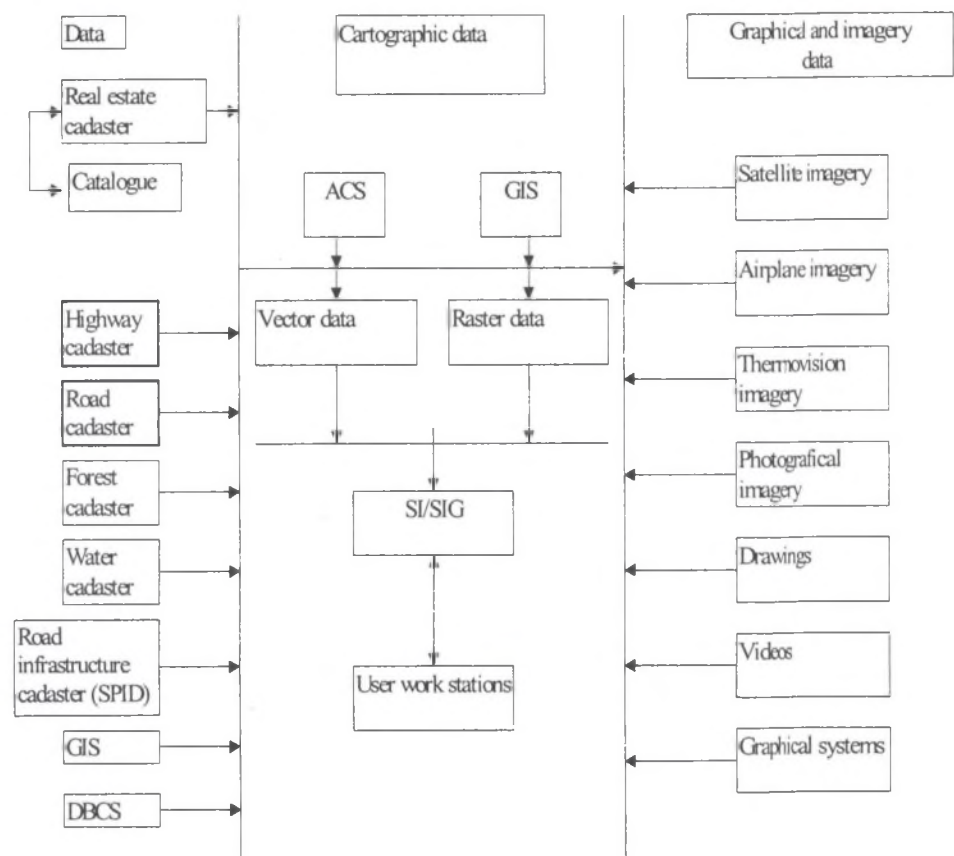 Data
Real estate
cadaster
Catalogue
Highway
cadaster
Road
cadaster
Forest
cadaster
Water
cadaster
Road
infrastructure
cadaster (SPID)
GIS
DBCS
Cartographic data
ACS
GIS
Vector data
Raster data
SI/SIG
User work stations
Graphical and imagery
data
Satellite imagery
Airplane imagery
Thermovision
imagery
Photografical
imagery
Drawings
Videos
Graphical systems